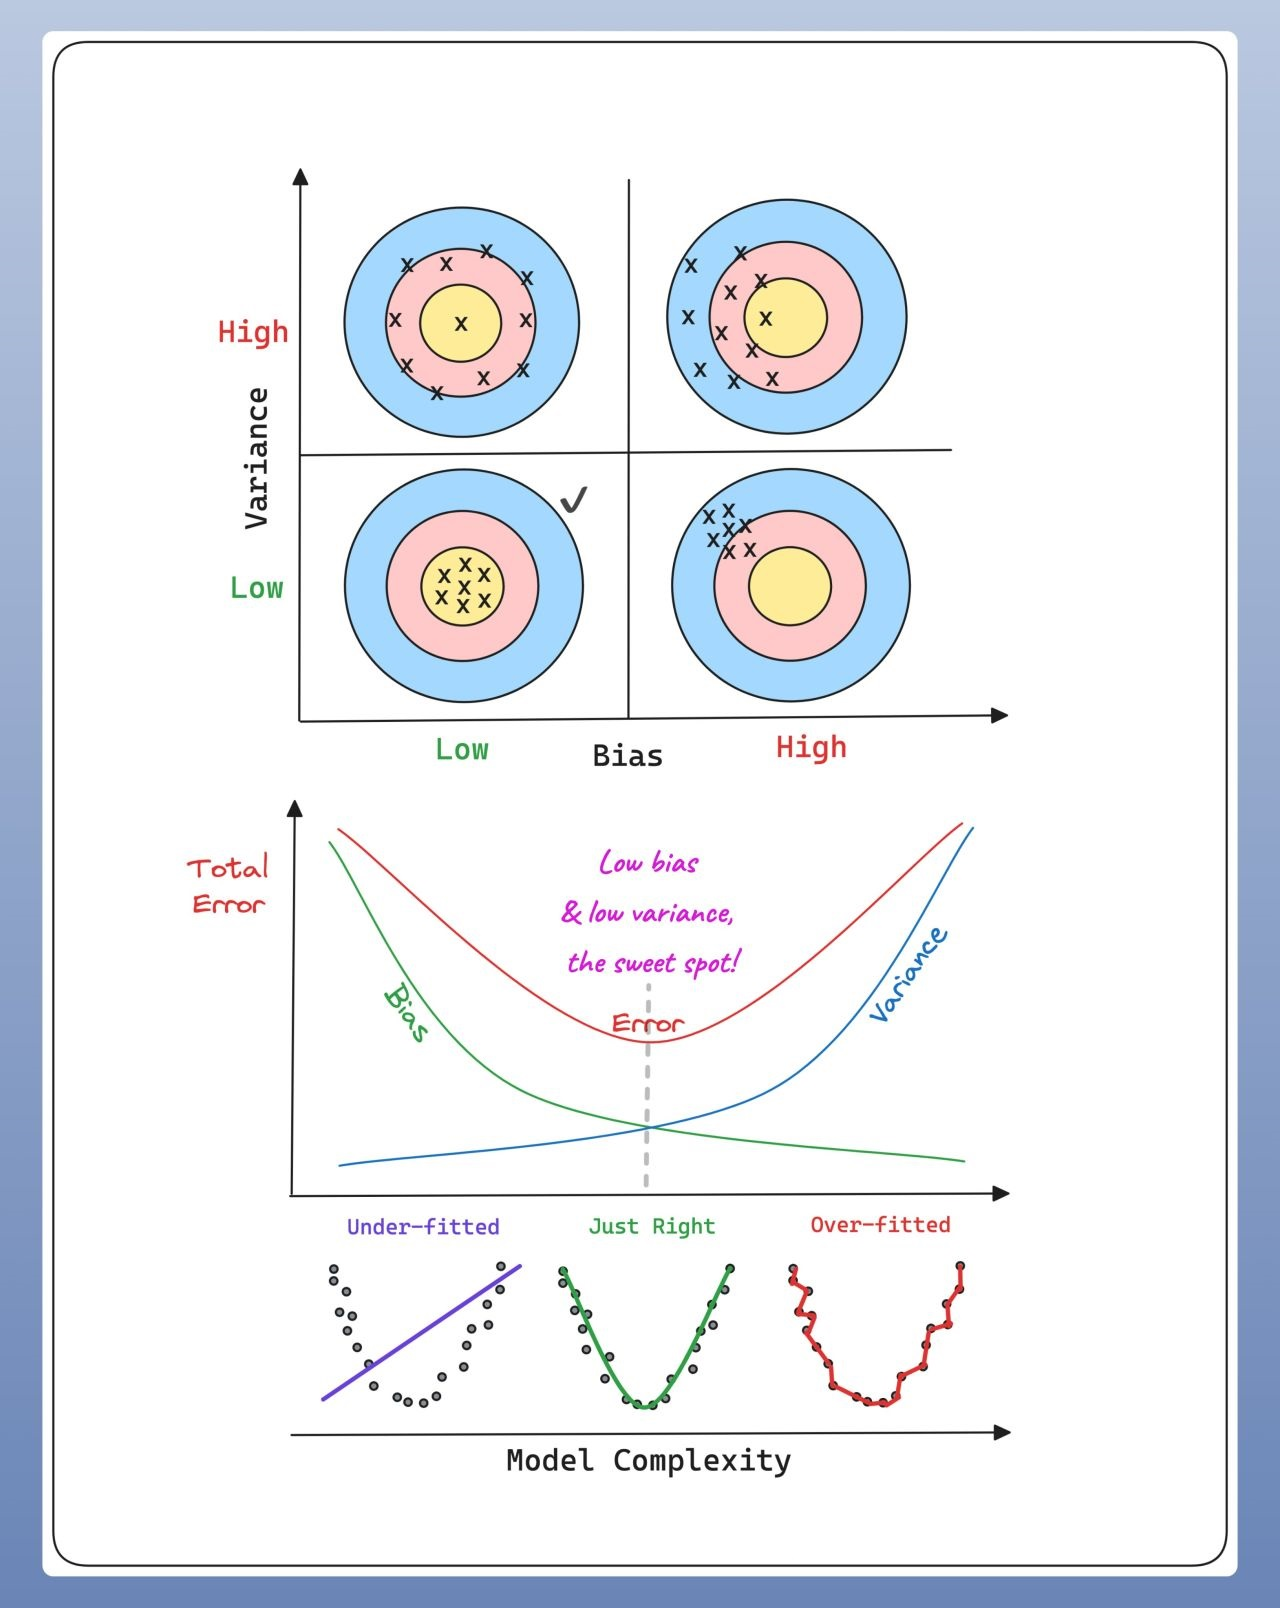 High
Variance
Low
Low
Bias
High
Total
Error
Low bias
& low variance,
the sweet spot!
Bias
Error
Variance
Under-fitted
Just Right
Over-fitted
Model Complexity